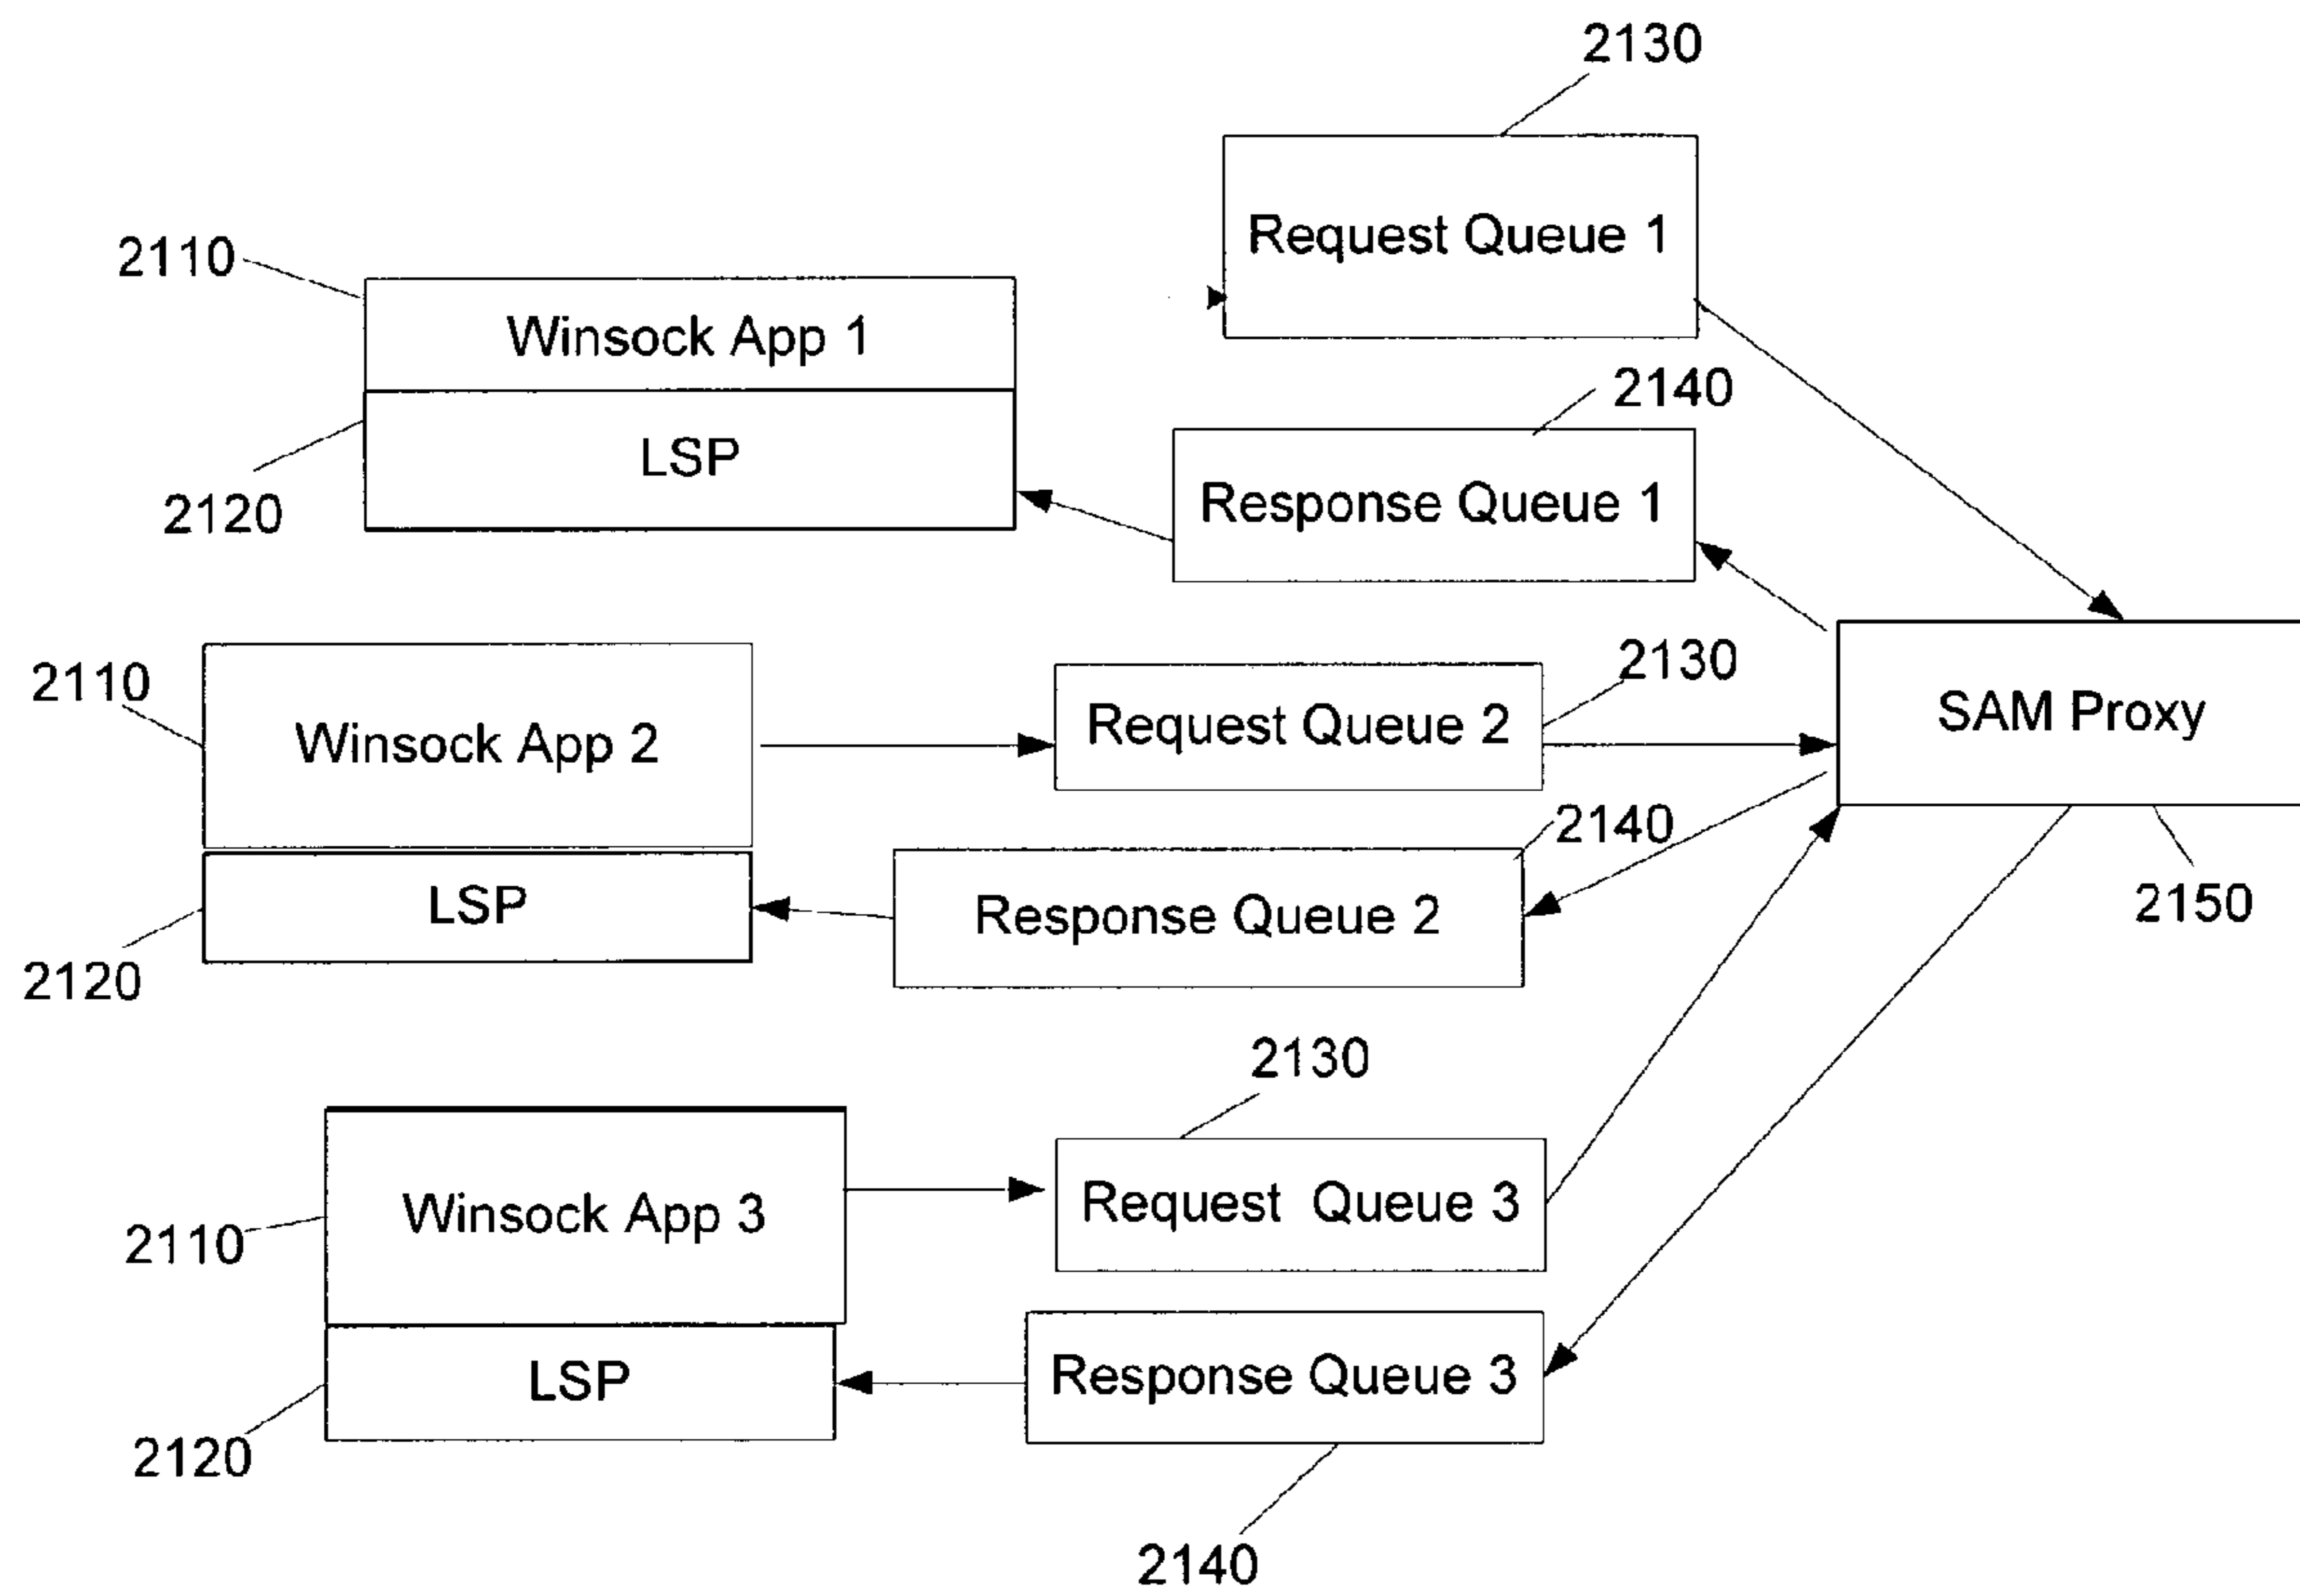 2130
Request Queue 1
2110
Winsock App 1
2140
LSP
Response Queue 1
2120
2130
2110
SAM Proxy
Request Queue 2
Winsock App 2
2140
LSP
2150
Response Queue 2
2120
2130
Request Queue 3
Winsock App 3
2110
Response Queue 3
LSP
2120
2140